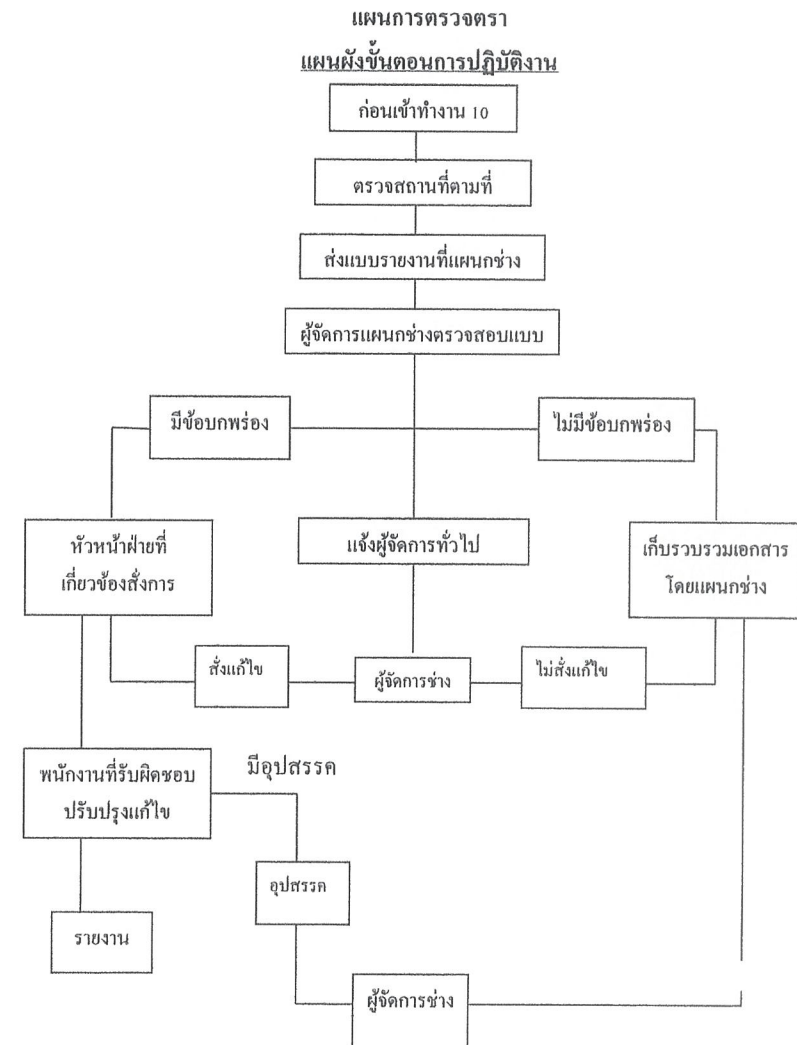 แผนการตรวจตรา
แผนผังขั้นตอนการปฏิบัติงาน
ก่อนเข้าทำงาน 10
ตรวจสถานที่ตามที่
ส่งแบบรายงานที่แผนกช่าง
ผู้จัดการแผนกช่างตรวจสอบแบบ
มีข้อบกพร่อง
ไม่มีข้อบกพร่อง
หัวหน้าฝ่ายที่
เกี่ยวข้องสั่งการ
แจ้งผู้จัดการทั่วไป
เก็บรวบรวมเอกสาร
โดยแผนกช่าง
สั่งแก้ไข
ผู้จัดการช่าง
ไม่สั่งแก้ไข
พนักงานที่รับผิดชอบ
ปรับปรุงแก้ไข
มีอุปสรรค
อุปสรรค
รายงาน
ผู้จัดการช่าง